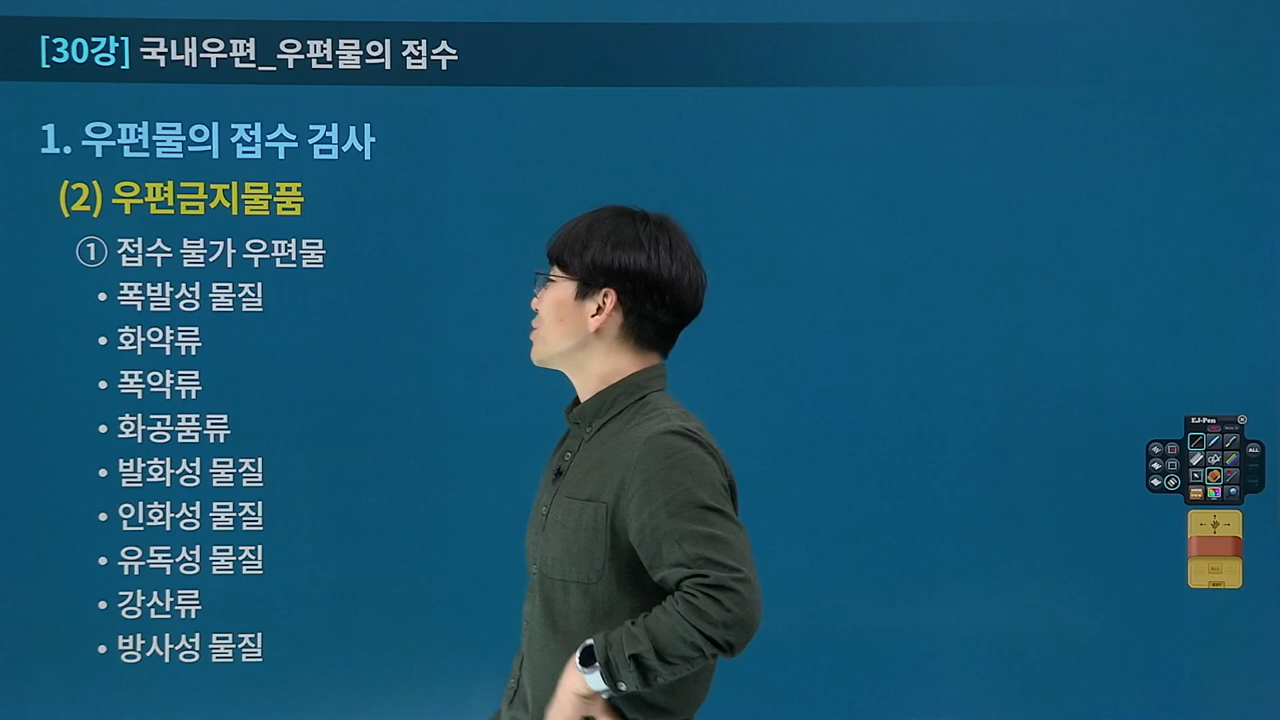 [30강] 국내우편_우편물의 접수
1. 우편물의 접수 검사
(2) 우편금지물품
① 접수 불가 우편물
• 폭발성 물질
• 화약류
• 폭약류
• 화공품류
• 발화성 물질
• 인화성 물질
• 유독성 물질
• 강산류
• 방사성 물질
EJ-Pen
ALL